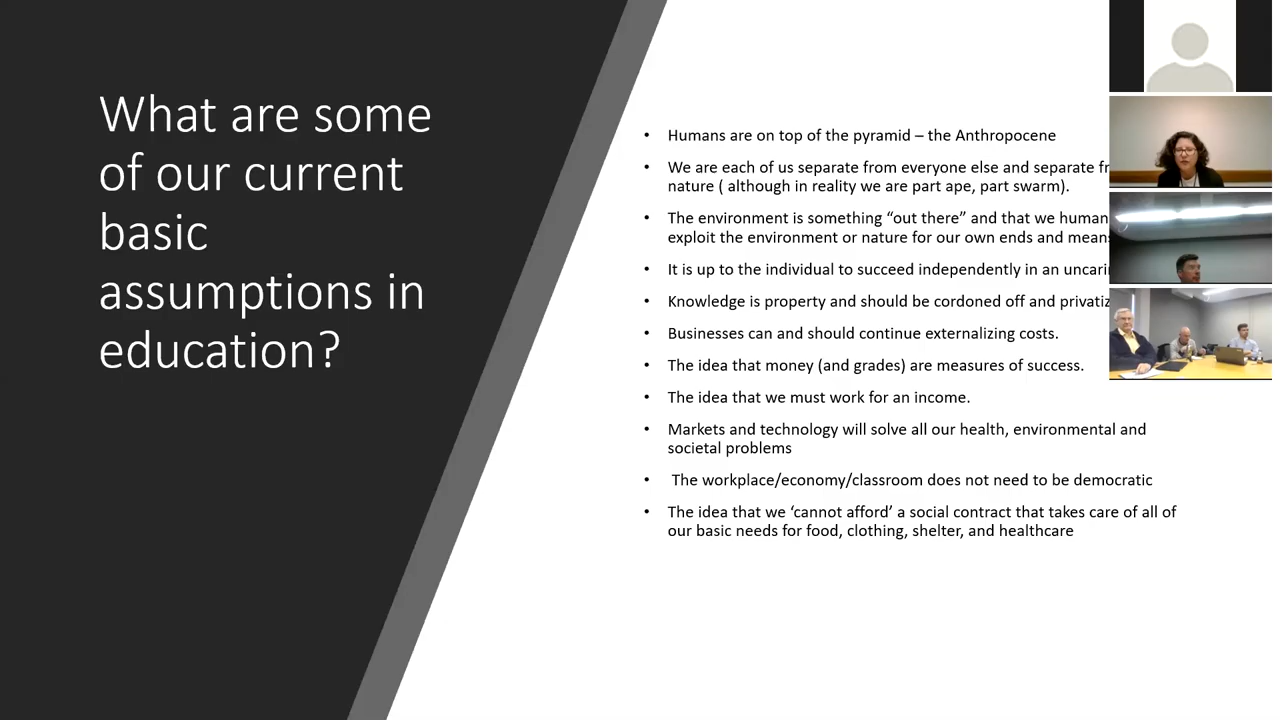 What are some
of our current
basic
assumptions in
education?
• Humans are on top of the pyramid – the Anthropocene
• We are each of us separate from everyone else and separate
nature ( although in reality we are part ape, part swarm).
• The environment is something “out there” and that we human
exploit the environment or nature for our own ends and
• It is up to the individual to succeed independently in an
• Knowledge is property and should be cordoned off and
• Businesses can and should continue externalizing costs.
• The idea that money (and grades) are measures of success.
• The idea that we must work for an income.
• Markets and technology will solve all our health, environmental and
societal problems
• The workplace/economy/classroom does not need to be democratic
• The idea that we ‘cannot afford’ a social contract that takes care of all of
our basic needs for food, clothing, shelter, and healthcare